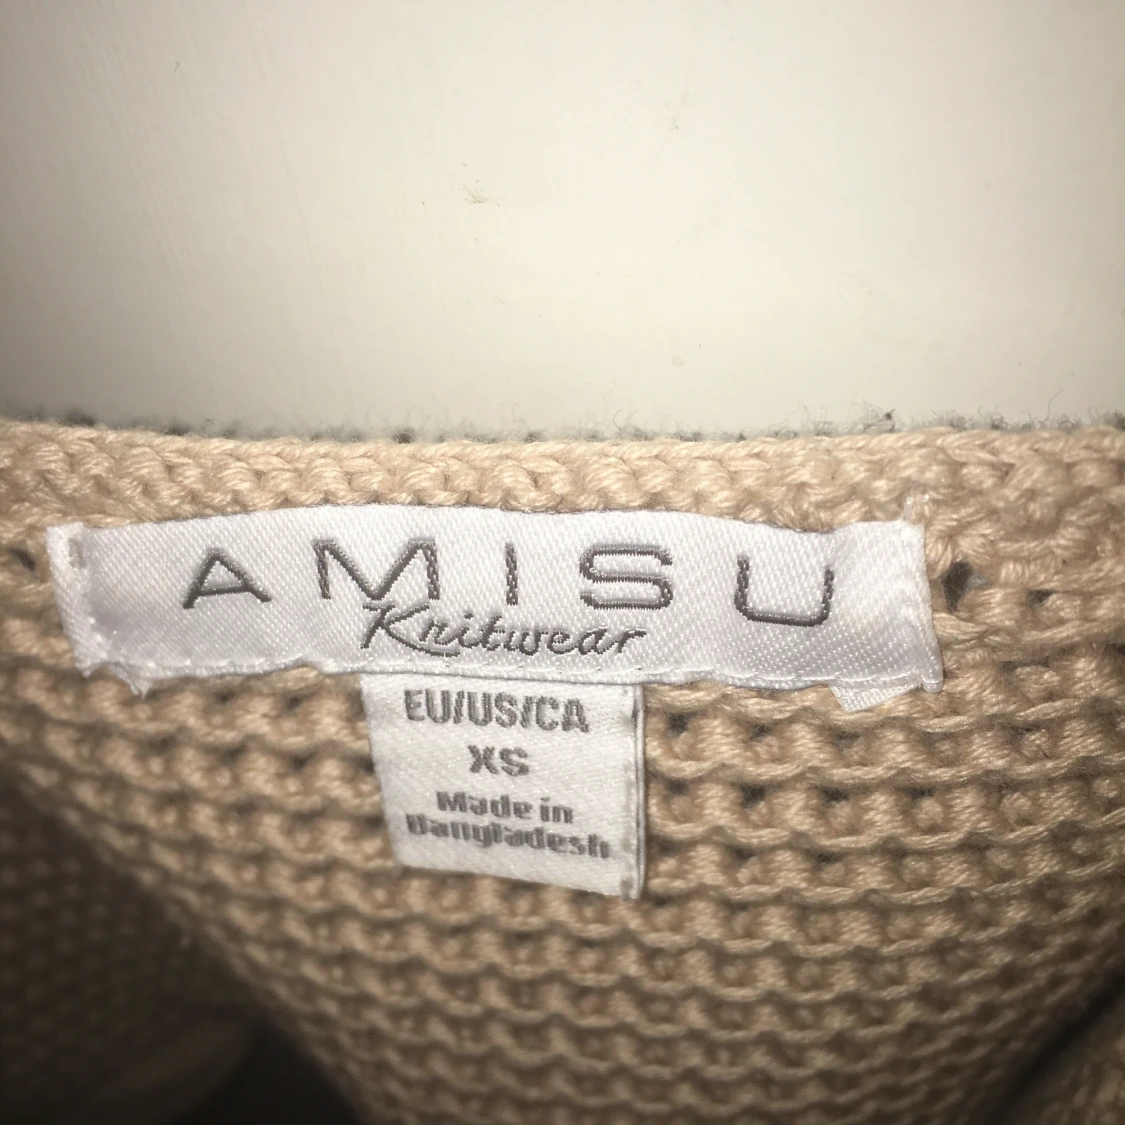 AMISU
Knitwear
EU/US/CA
XS
Made in
Bangladesh